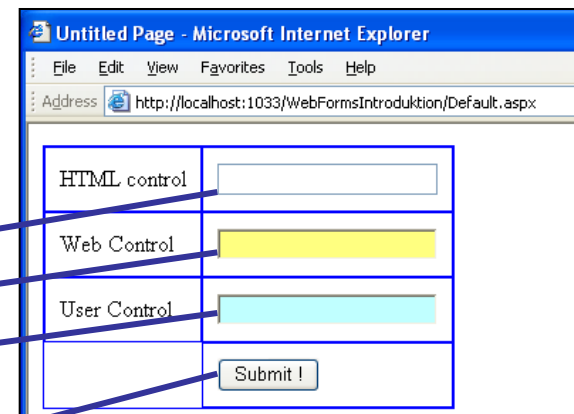 Untitled Page - Microsoft Internet Explorer
File Edit View Favorites Tools Help
Address http://localhost:1033/WebFormsIntroduktion/Default.aspx
HTML control
Web Control
User Control
Submit !